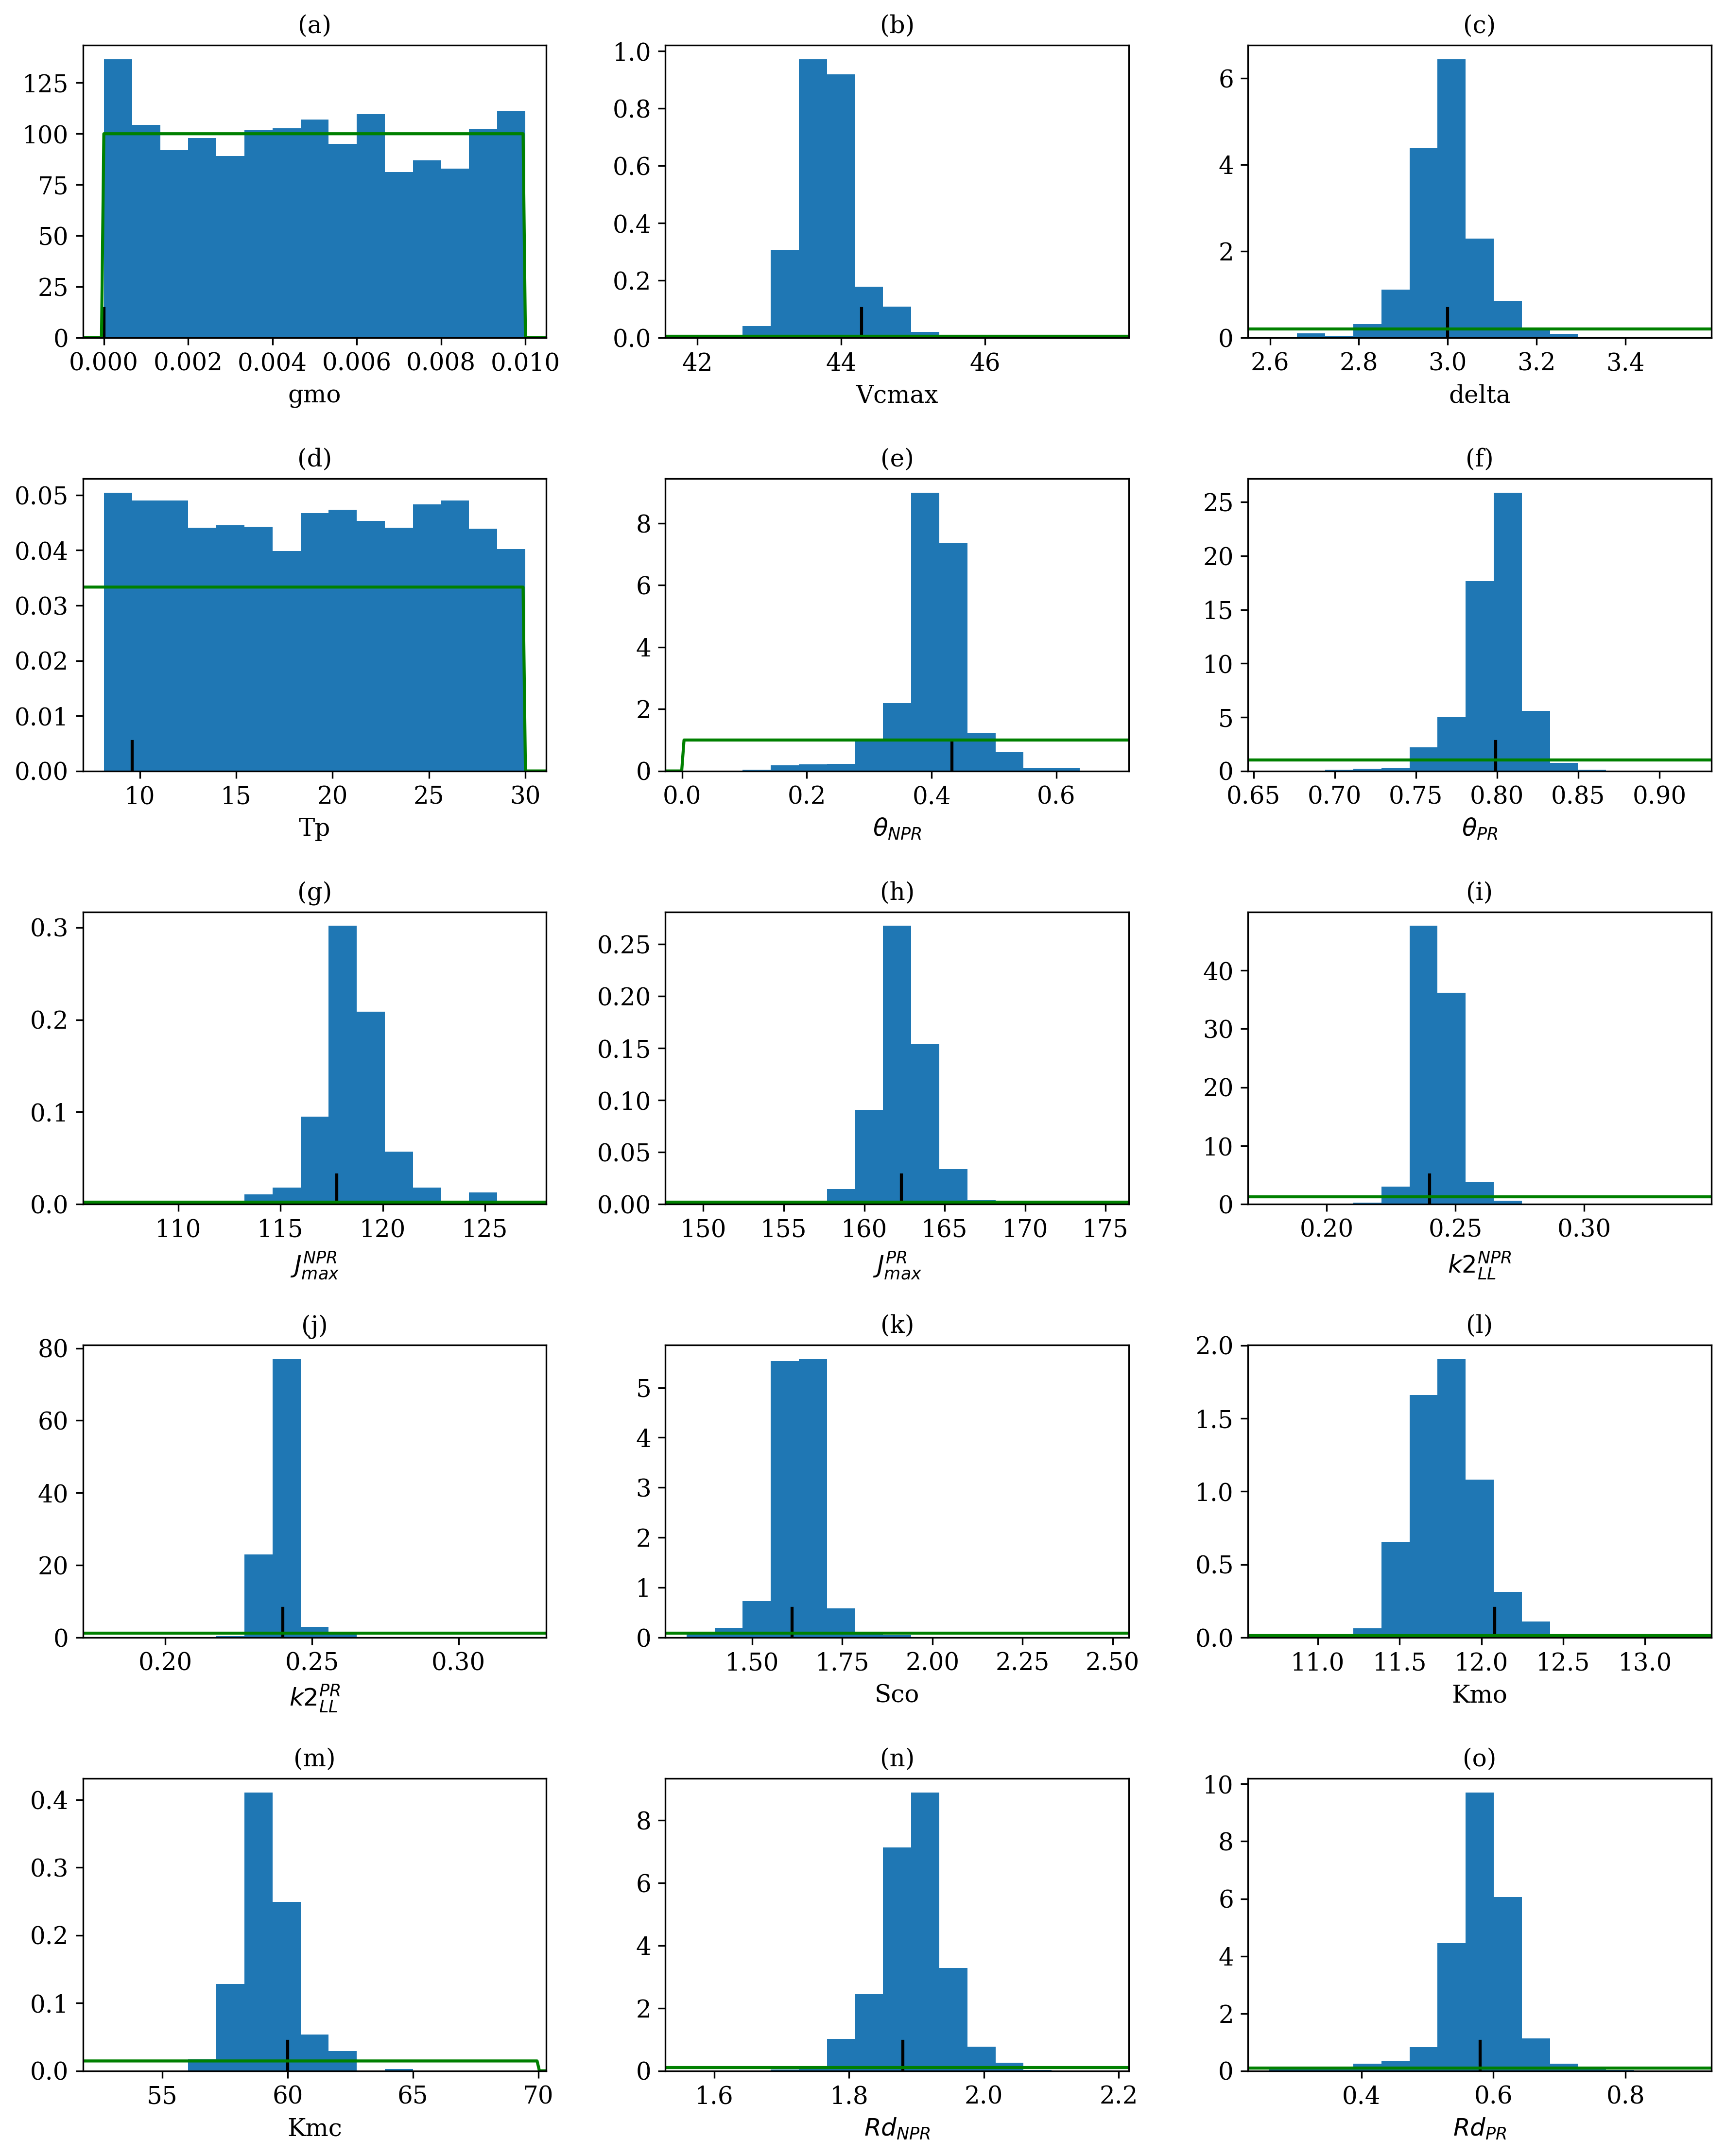 (a) (b) (c)
125 100 75 50 25 0
0.000 0.002 0.004 0.006 0.008 0.010
gmo
1.0 0.8 0.6 0.4 0.2 0.0
42 44 46
Vcmax
6 4 2 0
2.6 2.8 3.0 3.2 3.4
delta
(d) (e) (f)
0.05 0.04 0.03 0.02 0.01 0.00
10 15 20 25 30
Tp
8 6 4 2 0
0.0 0.2 0.4 0.6
θ_NPR
25 20 15 10 5 0
0.65 0.70 0.75 0.80 0.85 0.90
θ_PR
(g) (h) (i)
0.3 0.2 0.1 0.0
110 115 120 125
J_max^NPR
0.25 0.20 0.15 0.10 0.05 0.00
150 155 160 165 170 175
J_max^PR
40 30 20 10 0
0.20 0.25 0.30
k2_LL^NPR
(j) (k) (l)
80 60 40 20 0
0.20 0.25 0.30
k2_LL^PR
5 4 3 2 1 0
1.50 1.75 2.00 2.25 2.50
Sco
2.0 1.5 1.0 0.5 0.0
11.0 11.5 12.0 12.5 13.0
Kmo
(m) (n) (o)
0.4 0.3 0.2 0.1 0.0
55 60 65 70
Kmc
8 6 4 2 0
1.6 1.8 2.0 2.2
Rd_NPR
10 8 6 4 2 0
0.4 0.6 0.8
Rd_PR